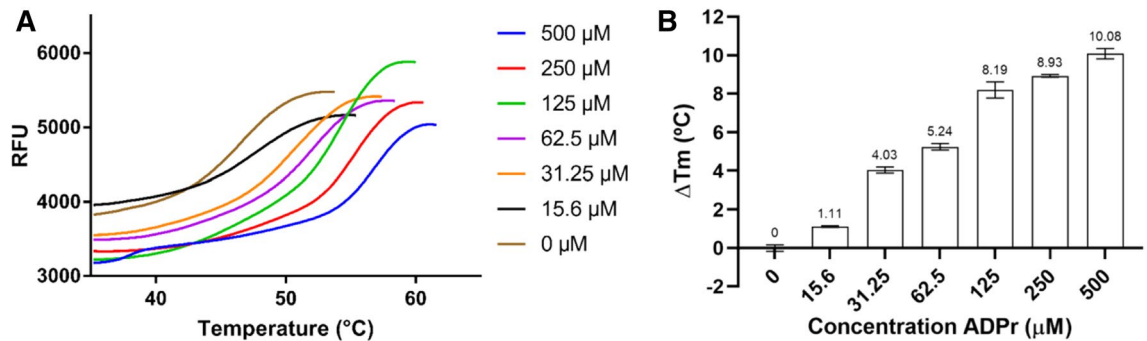 A
6000
5000
4000
3000
RFU
40
50
60
Temperature (°C)
500 µM
250 µM
125 µM
62.5 µM
31.25 µM
15.6 µM
0 µM
B
12
10
8
6
4
2
0
-2
ΔTm (ºC)
0
1.11
4.03
5.24
8.19
8.93
10.08
0
15.6
31.25
62.5
125
250
500
Concentration ADPr (µM)